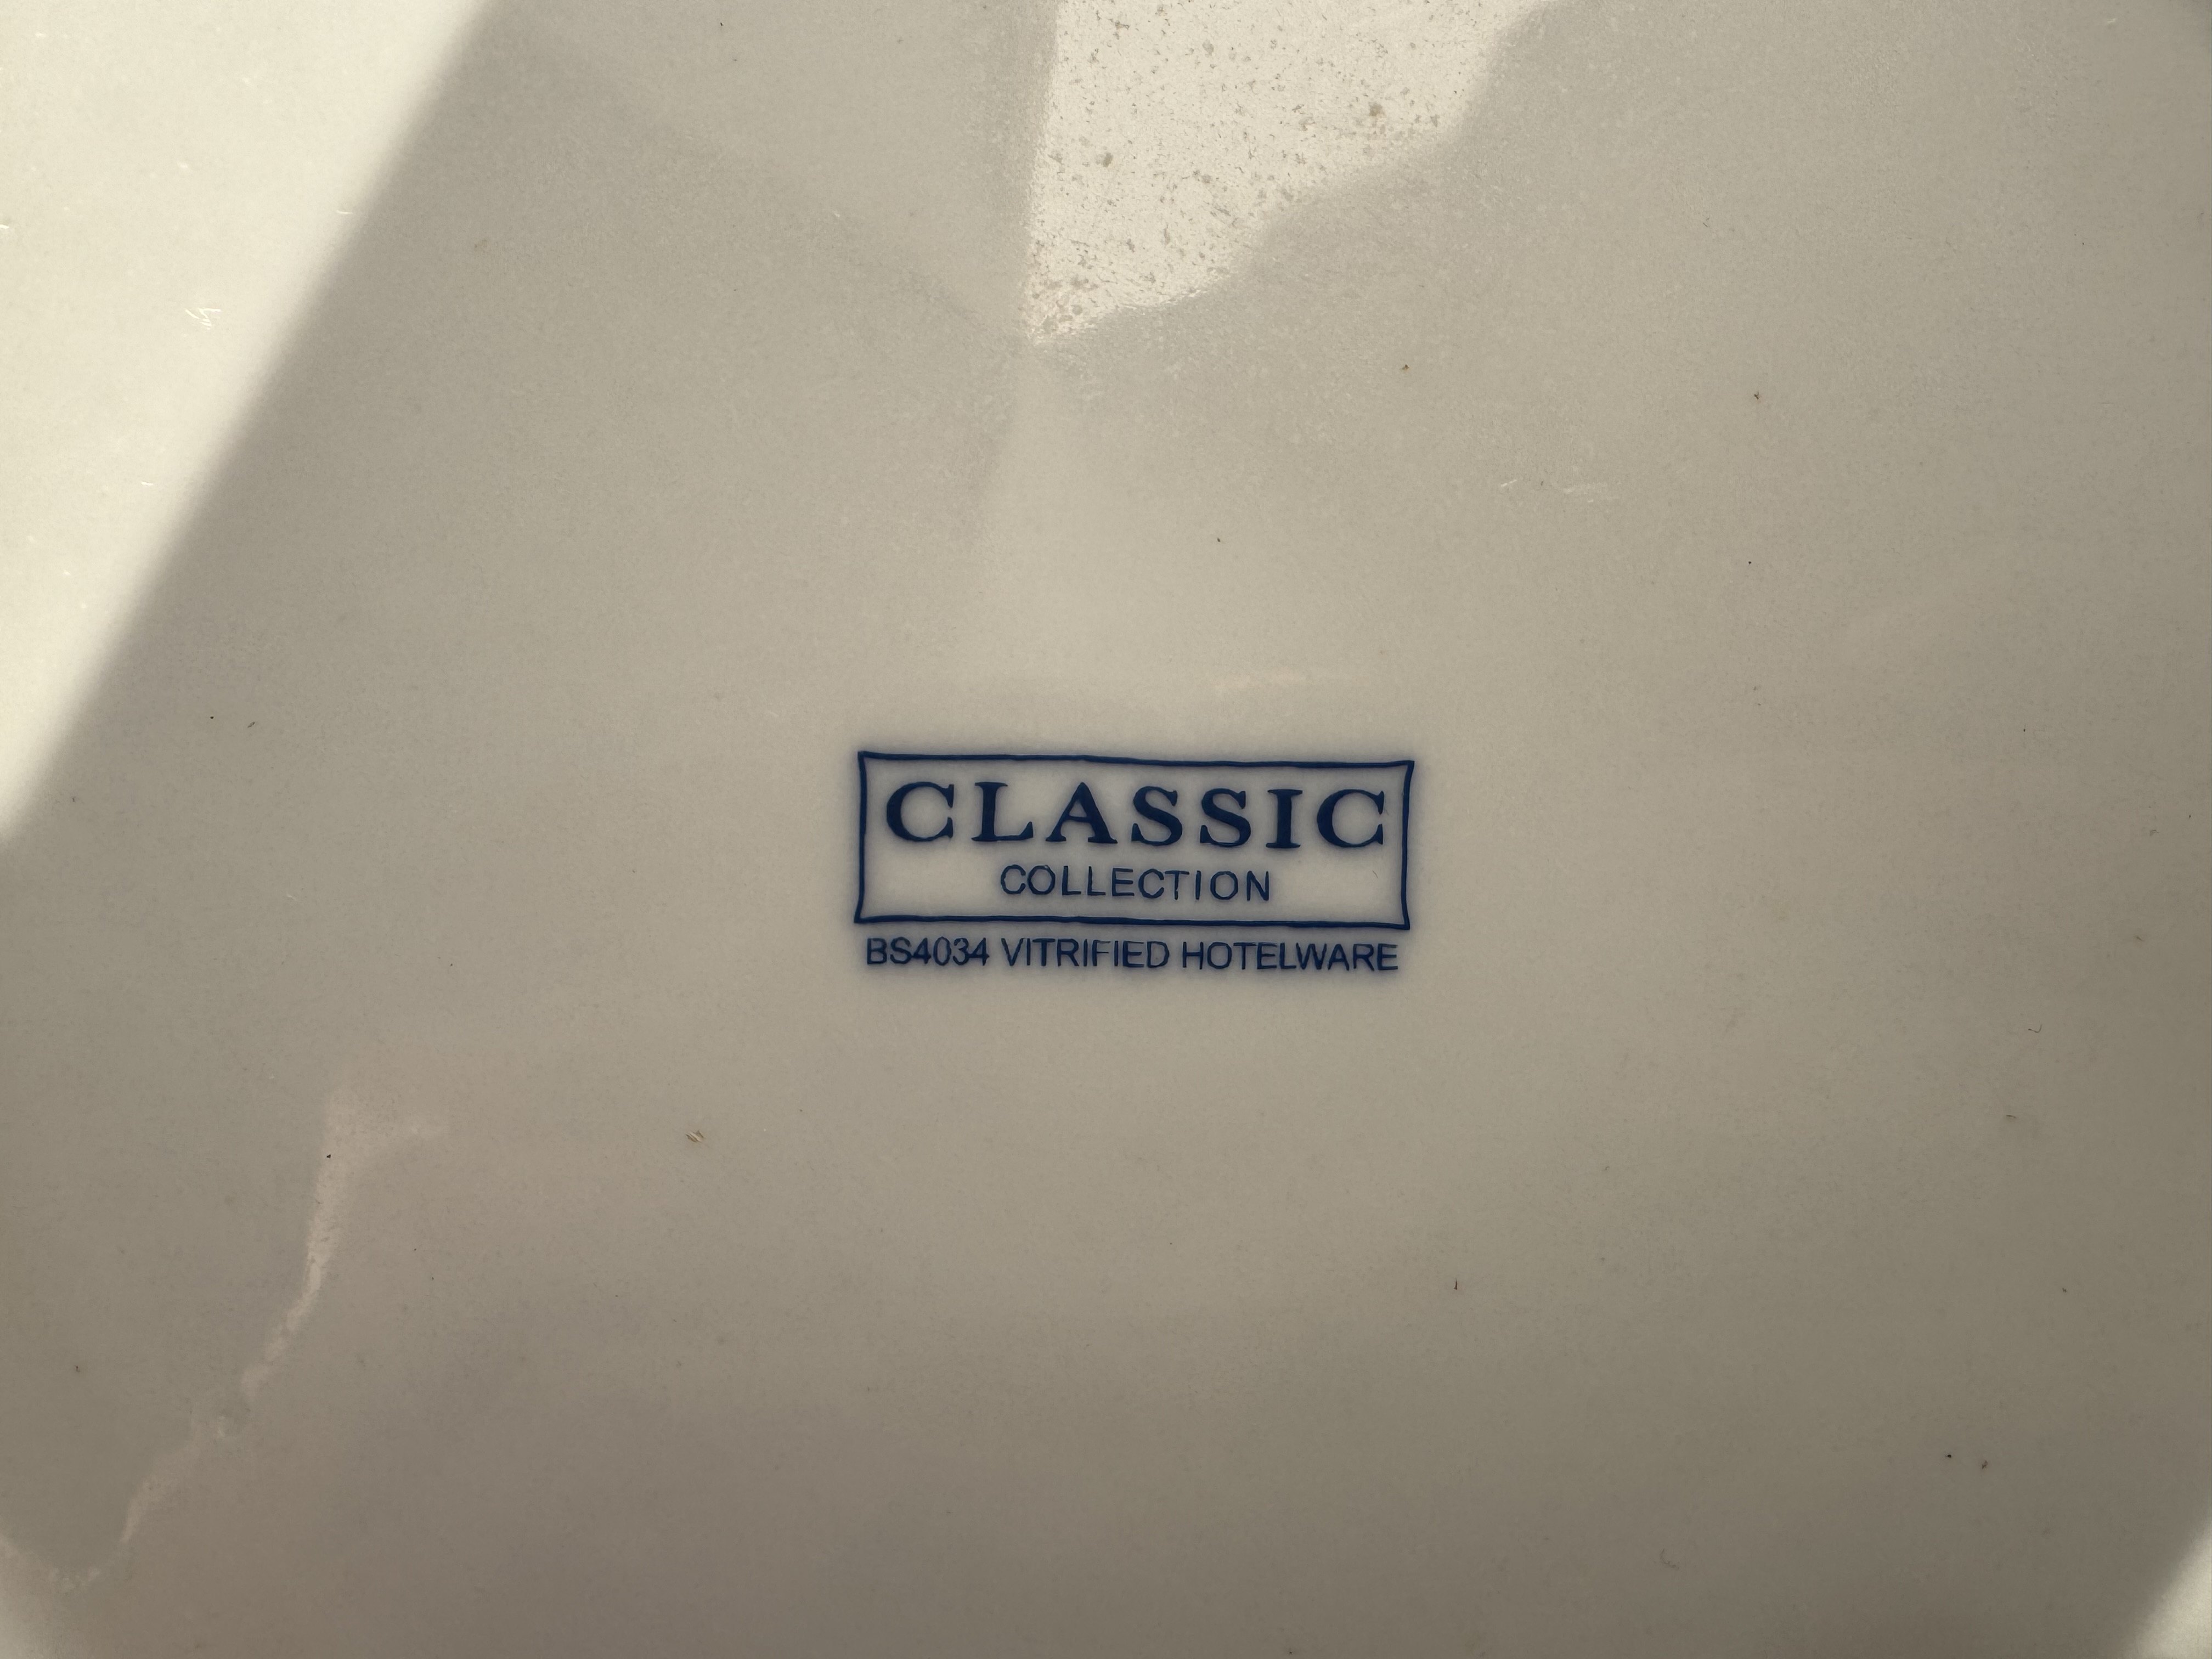 CLASSIC
COLLECTION
BS4034 VITRIFIED HOTELWARE